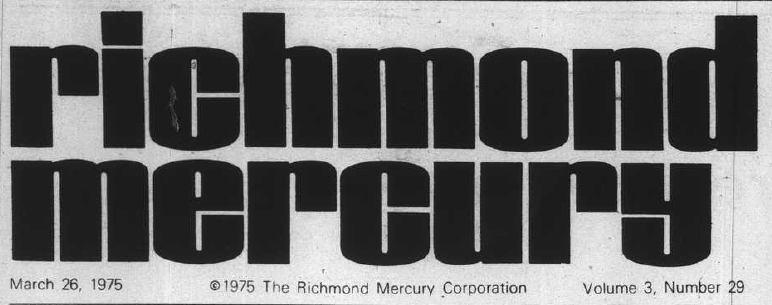 richmond
mercury
March 26, 1975 ©1975 The Richmond Mercury Corporation Volume 3, Number 29